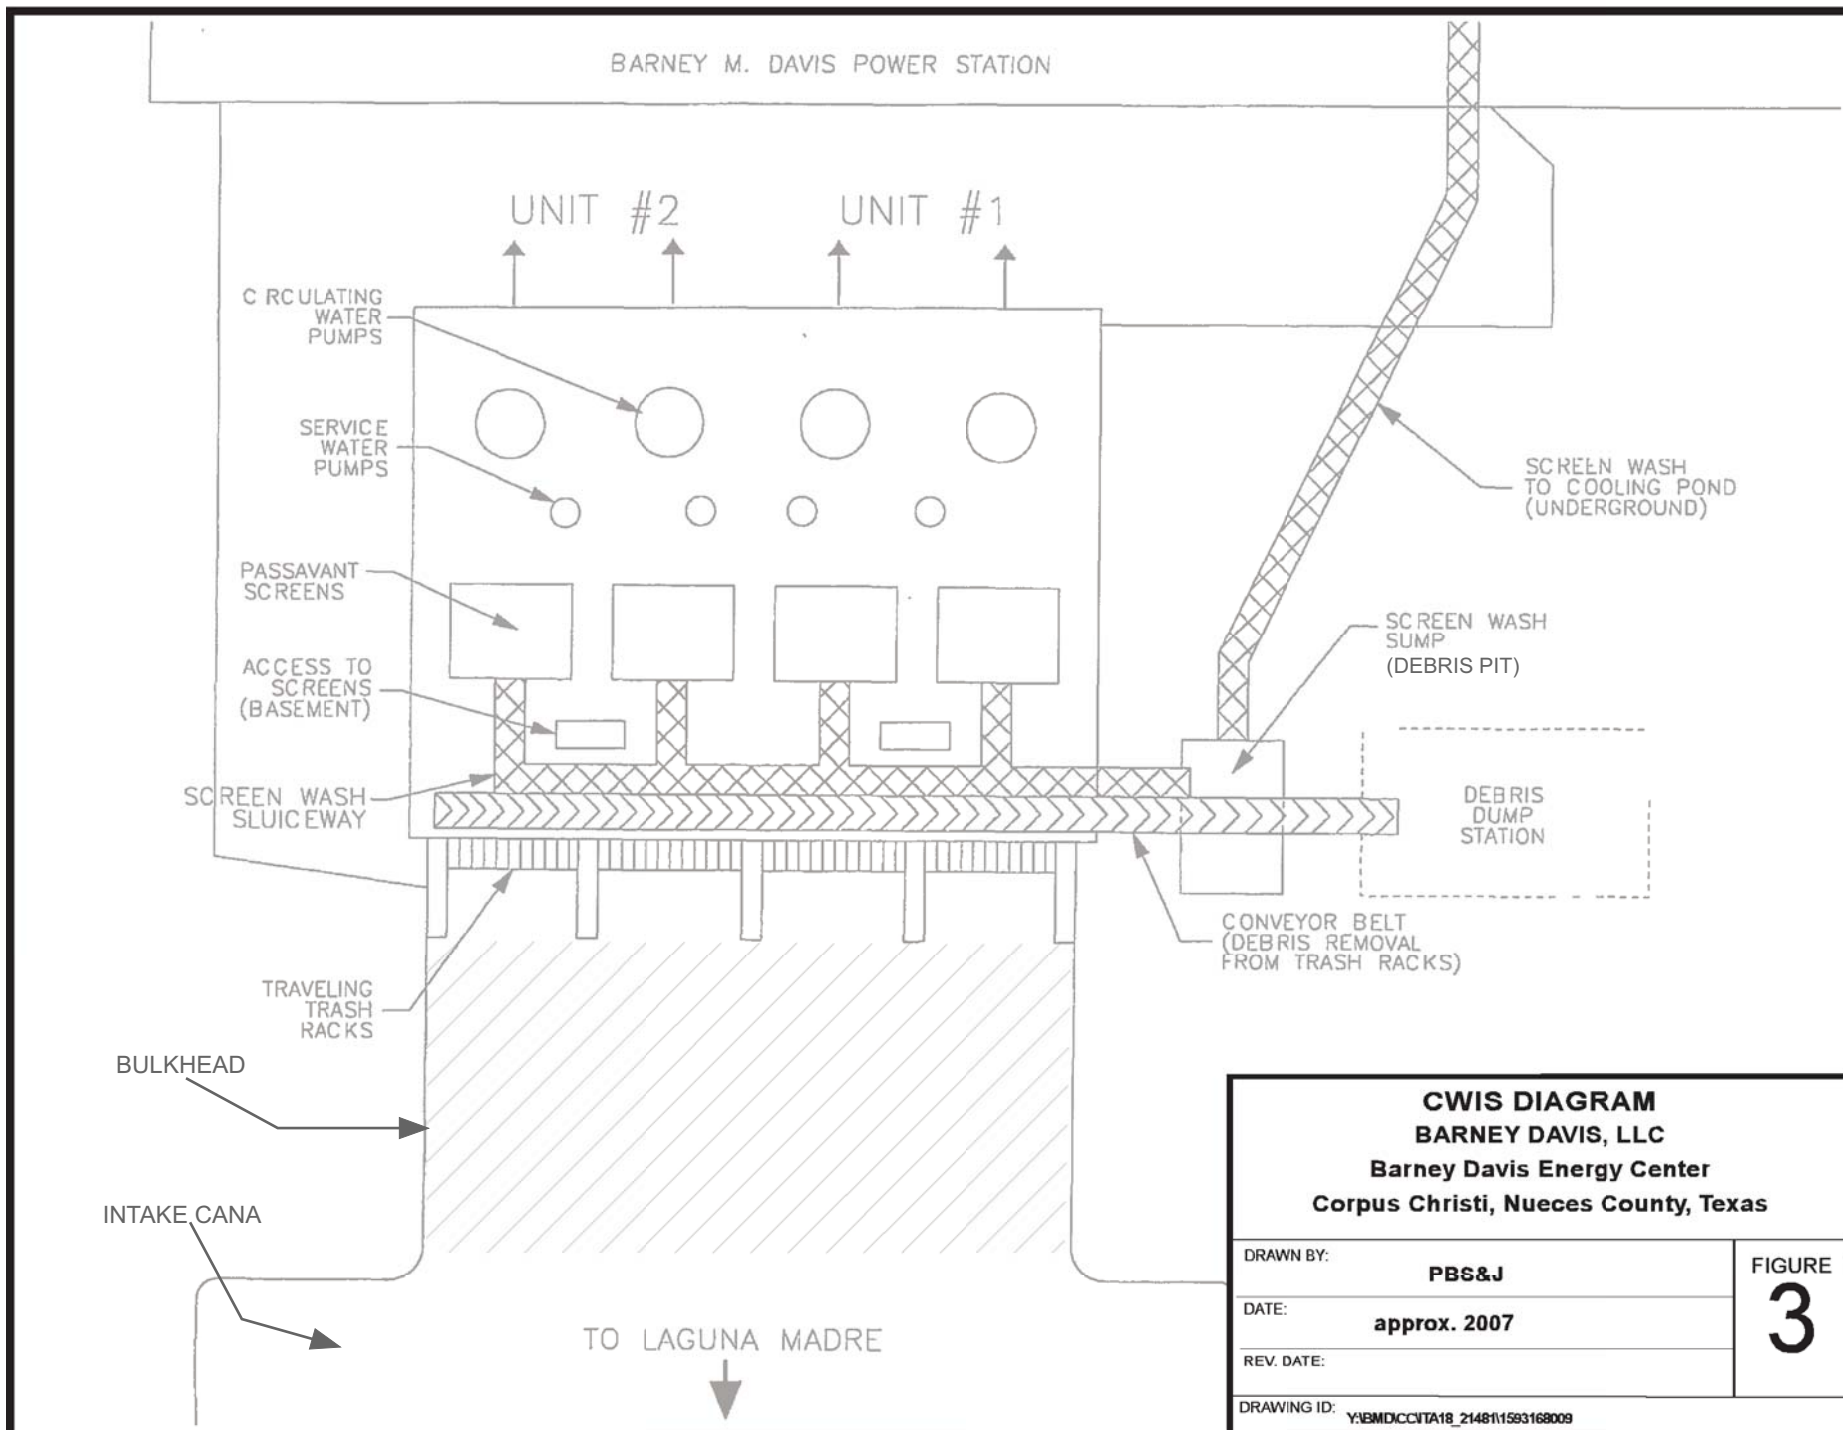 BARNEY M. DAVIS POWER STATION
UNIT #2
UNIT #1
C RCULATING
WATER
PUMPS
SERVICE
WATER
PUMPS
SCREEN WASH
TO COOLING POND
(UNDERGROUND)
PASSAVANT
SCREENS
SCREEN WASH
SUMP
(DEBRIS PIT)
ACCESS TO
SCREENS
(BASEMENT)
SCREEN WASH
SLUICEWAY
DEBRIS
DUMP
STATION
CONVEYOR BELT
(DEBRIS REMOVAL
FROM TRASH RACKS)
TRAVELING
TRASH
RACKS
BULKHEAD
INTAKE CANA
TO LAGUNA MADRE
CWIS DIAGRAM
BARNEY DAVIS, LLC
Barney Davis Energy Center
Corpus Christi, Nueces County, Texas
DRAWN BY:
PBS&J
DATE:
approx. 2007
REV. DATE:
DRAWING ID: Y:\BMD\CC\ITA18_21481\1593168009
FIGURE
3